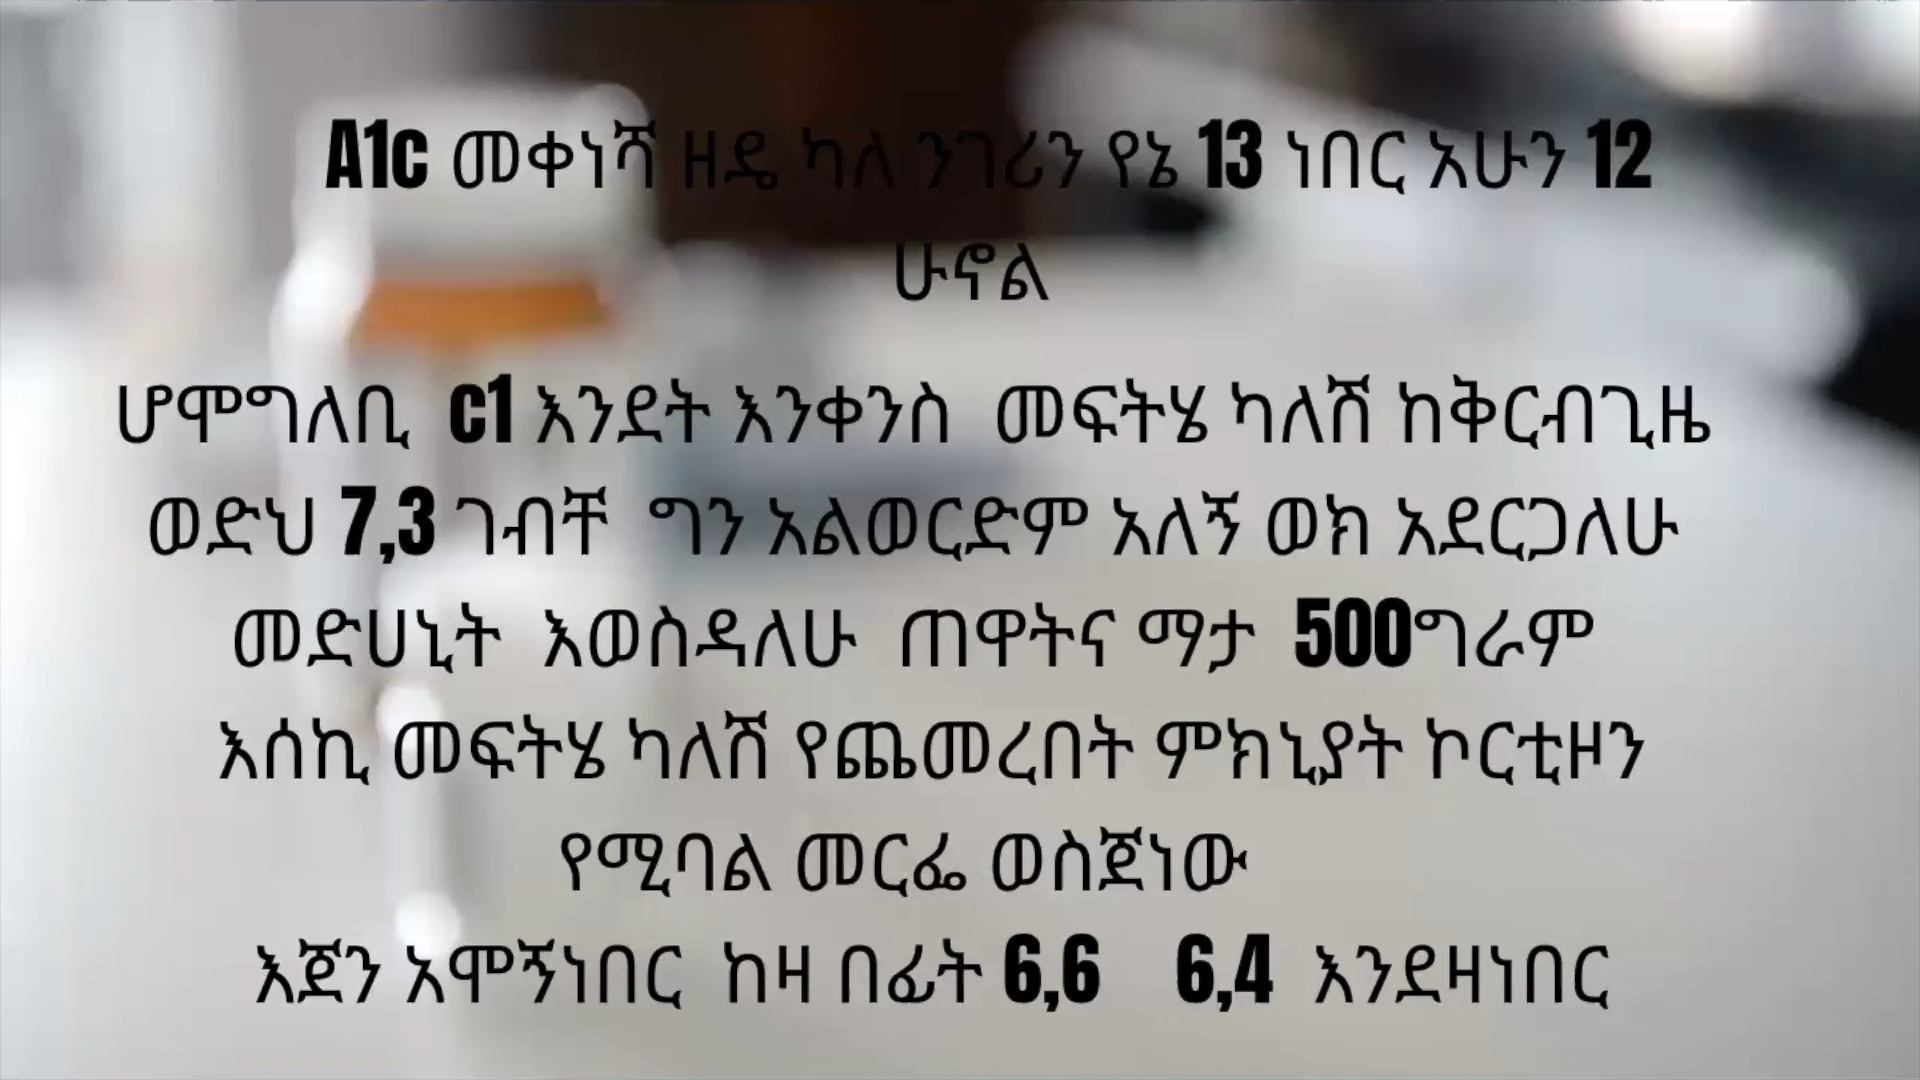 A1c መቀነሻ ዘዴ ካለ ንገሪን የኔ 13 ነበር አሁን 12
ሁኖል
ሆሞግለቢ c1 እንደት እንቀንስ መፍትሄ ካለሽ ከቅርብጊዜ
ወድህ 7,3 ገብቸ ግን አልወርድም አለኝ ወክ አደርጋለሁ
መድሀኒት እወስዳለሁ ጠዋትና ማታ 500ግራም
እሰኪ መፍትሄ ካለሽ የጨመረበት ምክኒያት ኮርቲዞን
የሚባል መርፌ ወስጀነው
እጀን አሞኝነበር ከዛ በፊት 6,6 6,4 እንደዛነበር